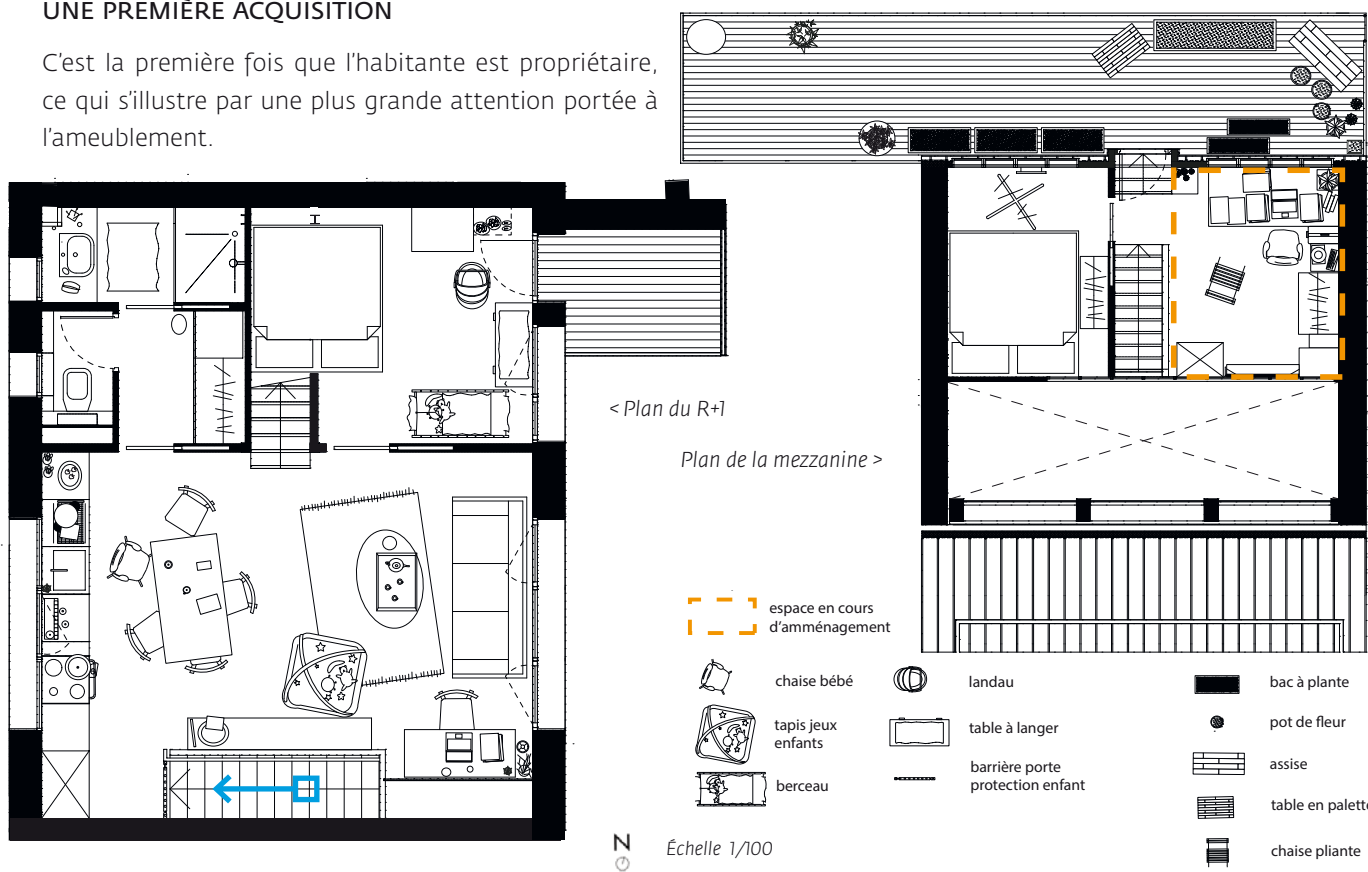 UNE PREMIÈRE ACQUISITION
C'est la première fois que l'habitante est propriétaire,
ce qui s'illustre par une plus grande attention portée à
l'ameublement.
< Plan du R+1
Plan de la mezzanine >
espace en cours
d'amménagement
chaise bébé
tapis jeux
enfants
berceau
landau
table à langer
barrière porte
protection enfant
bac à plante
pot de fleur
assise
table en palette
chaise pliante
N
Échelle 1/100